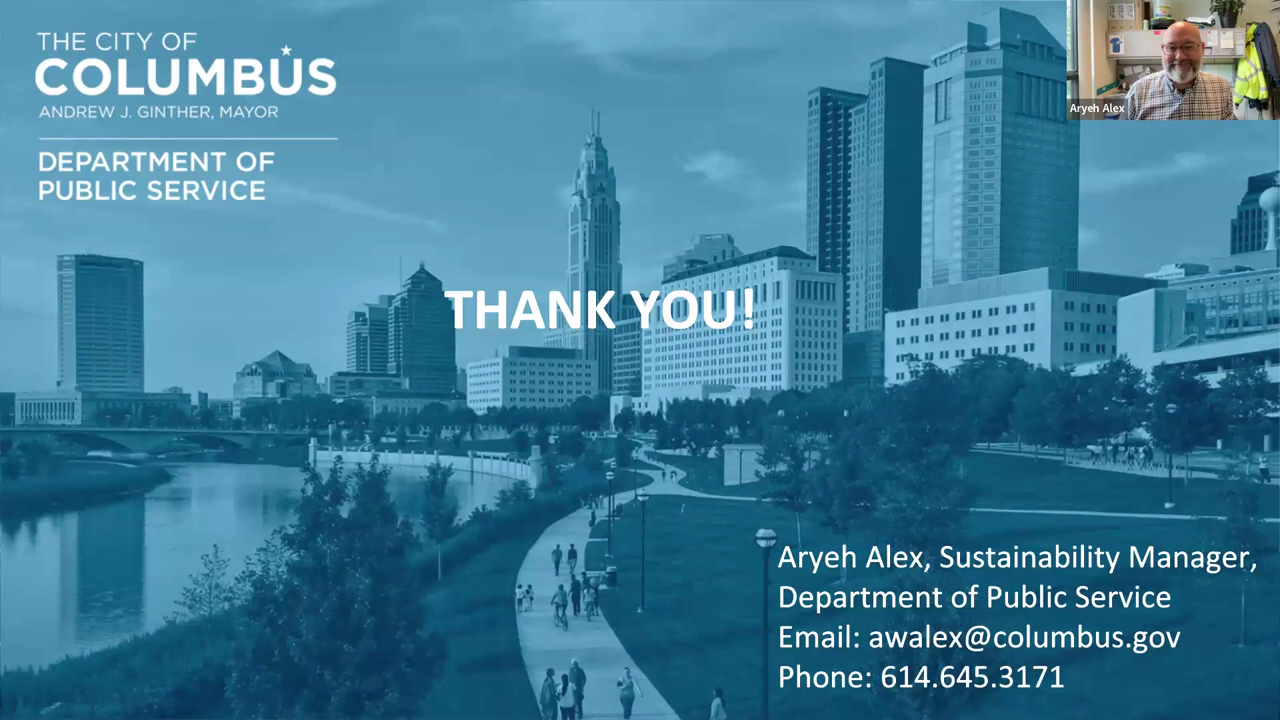 THE CITY OF
COLUMBUS
ANDREW J. GINTHER, MAYOR
DEPARTMENT OF
PUBLIC SERVICE
Aryeh Alex
THANK YOU!
Aryeh Alex, Sustainability Manager,
Department of Public Service
Email: awalex@columbus.gov
Phone: 614.645.3171